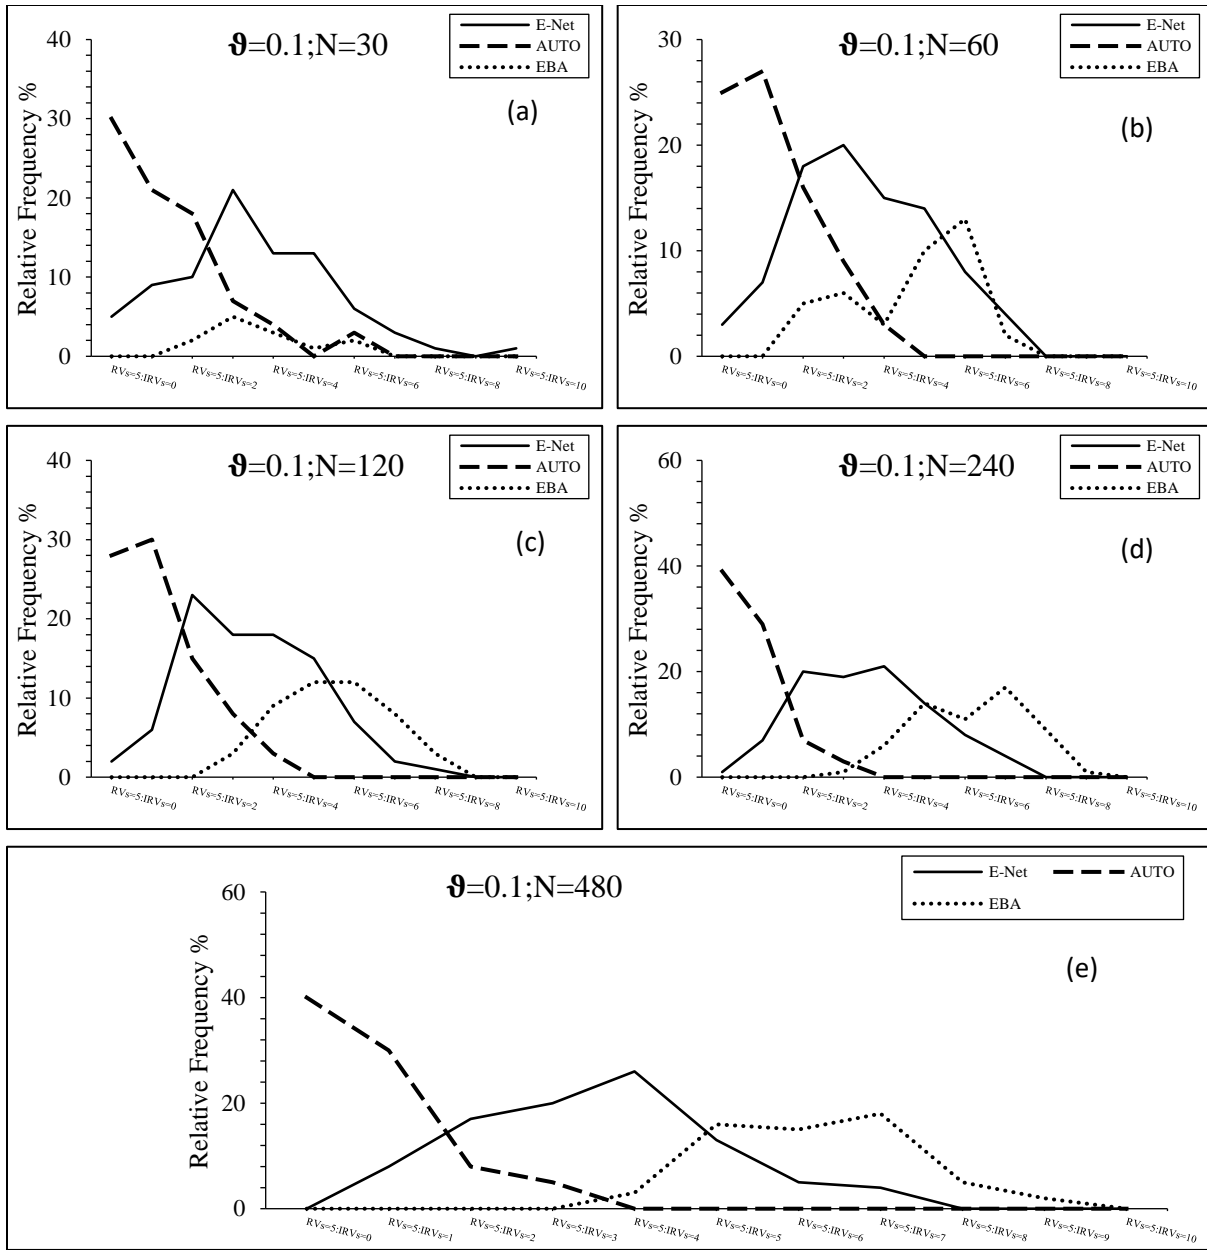 ϑ=0.1;N=30
E-Net
AUTO
EBA
(a)
Relative Frequency %
40
30
20
10
0
RVs=5:IRVs=0
RVs=5:IRVs=2
RVs=5:IRVs=4
RVs=5:IRVs=6
RVs=5:IRVs=8
RVs=5:IRVs=10
ϑ=0.1;N=60
E-Net
AUTO
EBA
(b)
Relative Frequency %
30
20
10
0
RVs=5:IRVs=0
RVs=5:IRVs=2
RVs=5:IRVs=4
RVs=5:IRVs=6
RVs=5:IRVs=8
RVs=5:IRVs=10
ϑ=0.1;N=120
E-Net
AUTO
EBA
(c)
Relative Frequency %
40
30
20
10
0
RVs=5:IRVs=0
RVs=5:IRVs=2
RVs=5:IRVs=4
RVs=5:IRVs=6
RVs=5:IRVs=8
RVs=5:IRVs=10
ϑ=0.1;N=240
E-Net
AUTO
EBA
(d)
Relative Frequency %
60
40
20
0
RVs=5:IRVs=0
RVs=5:IRVs=2
RVs=5:IRVs=4
RVs=5:IRVs=6
RVs=5:IRVs=8
RVs=5:IRVs=10
ϑ=0.1;N=480
E-Net AUTO
EBA
(e)
Relative Frequency %
60
40
20
0
RVs=5:IRVs=0
RVs=5:IRVs=1
RVs=5:IRVs=2
RVs=5:IRVs=3
RVs=5:IRVs=4
RVs=5:IRVs=5
RVs=5:IRVs=6
RVs=5:IRVs=7
RVs=5:IRVs=8
RVs=5:IRVs=9
RVs=5:IRVs=10